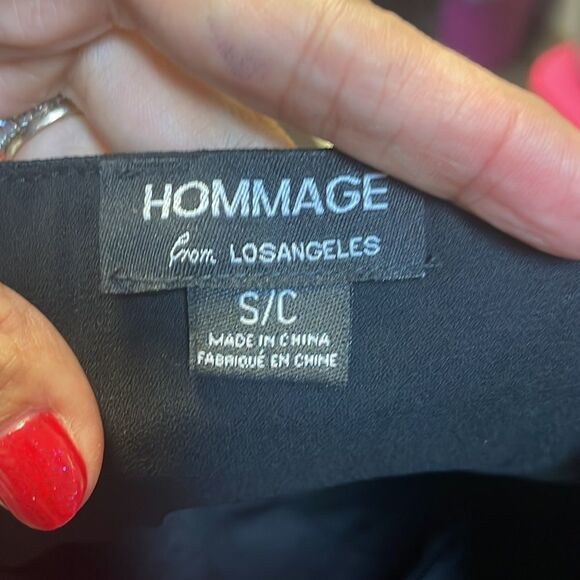 HOMMAGE
from LOSANGELES
S/C
MADE IN CHINA
FABRIQUÉ EN CHINE